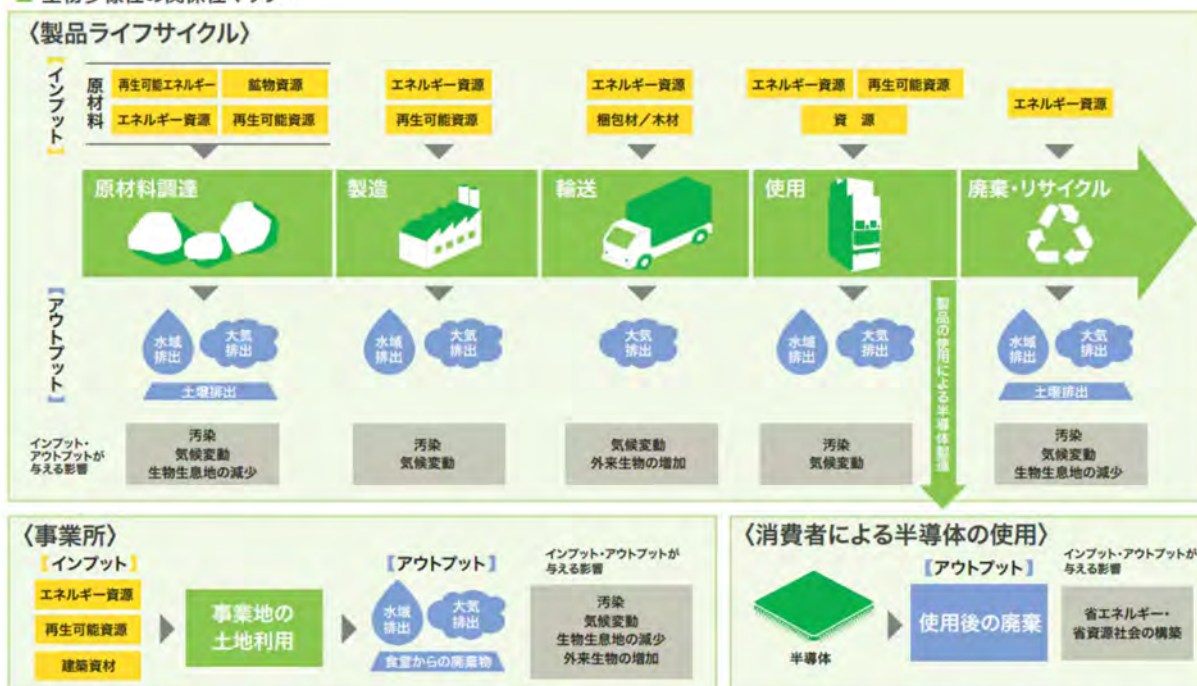 〈製品ライフサイクル〉
【インプット】
原材料
再生可能エネルギー
鉱物資源
エネルギー資源
再生可能資源
エネルギー資源
再生可能資源
エネルギー資源
梱包材／木材
エネルギー資源
再生可能資源
資 源
エネルギー資源
原材料調達
製造
輸送
使用
廃棄・リサイクル
【アウトプット】
水域
排出
大気
排出
土壌排出
水域
排出
大気
排出
大気
排出
水域
排出
大気
排出
製品の使用による半導体製造
水域
排出
大気
排出
土壌排出
インプット・
アウトプットが
与える影響
汚染
気候変動
生物生息地の減少
汚染
気候変動
気候変動
外来生物の増加
汚染
気候変動
汚染
気候変動
生物生息地の減少
〈事業所〉
【インプット】
エネルギー資源
再生可能資源
建築資材
事業地の
土地利用
【アウトプット】
水域
排出
大気
排出
食堂からの廃棄物
インプット・アウトプットが
与える影響
汚染
気候変動
生物生息地の減少
外来生物の増加
〈消費者による半導体の使用〉
半導体
【アウトプット】
使用後の廃棄
インプット・アウトプットが
与える影響
省エネルギー・
省資源社会の構築